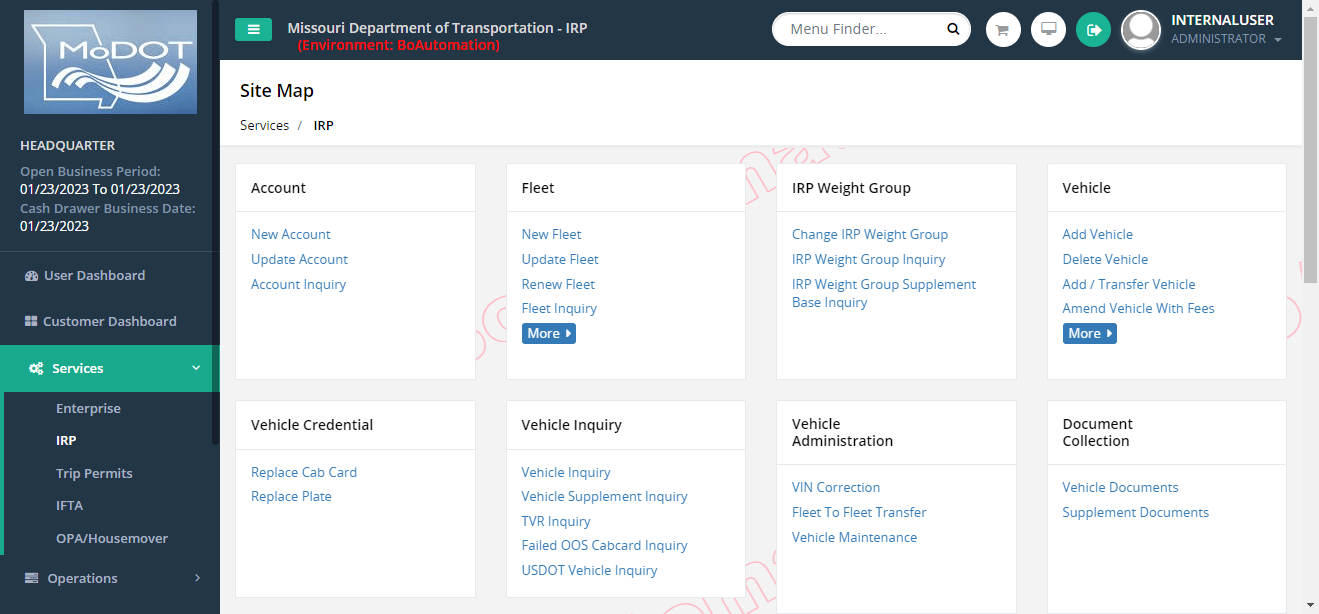 MoDOT
HEADQUARTER
Open Business Period:
01/23/2023 To 01/23/2023
Cash Drawer Business Date:
01/23/2023
User Dashboard
Customer Dashboard
Services
Enterprise
IRP
Trip Permits
IFTA
OPA/Housemover
Operations
Missouri Department of Transportation - IRP
(Environment: BoAutomation)
Menu Finder...
INTERNALUSER
ADMINISTRATOR
Site Map
Services / IRP
Account
New Account
Update Account
Account Inquiry
Fleet
New Fleet
Update Fleet
Renew Fleet
Fleet Inquiry
More
IRP Weight Group
Change IRP Weight Group
IRP Weight Group Inquiry
IRP Weight Group Supplement
Base Inquiry
Vehicle
Add Vehicle
Delete Vehicle
Add / Transfer Vehicle
Amend Vehicle With Fees
More
Vehicle Credential
Replace Cab Card
Replace Plate
Vehicle Inquiry
Vehicle Inquiry
Vehicle Supplement Inquiry
TVR Inquiry
Failed OOS Cabcard Inquiry
USDOT Vehicle Inquiry
Vehicle
Administration
VIN Correction
Fleet To Fleet Transfer
Vehicle Maintenance
Document
Collection
Vehicle Documents
Supplement Documents